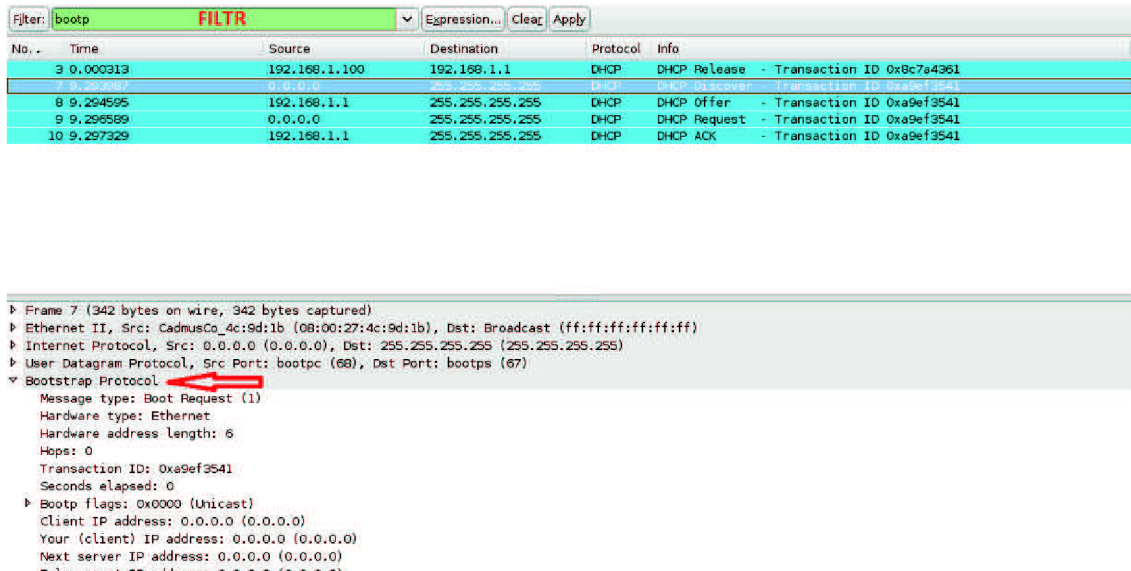 Filter: bootp FILTR Expression... Clear Apply
No. . Time Source Destination Protocol Info
3 0.000313 192.168.1.100 192.168.1.1 DHCP DHCP Release - Transaction ID 0x8c7a4361
7 9.293987 0.0.0.0 255.255.255.255 DHCP DHCP Discover - Transaction ID 0xa9ef3541
8 9.294595 192.168.1.1 255.255.255.255 DHCP DHCP Offer - Transaction ID 0xa9ef3541
9 9.296589 0.0.0.0 255.255.255.255 DHCP DHCP Request - Transaction ID 0xa9ef3541
10 9.297329 192.168.1.1 255.255.255.255 DHCP DHCP ACK - Transaction ID 0xa9ef3541
Frame 7 (342 bytes on wire, 342 bytes captured)
Ethernet II, Src: CadmusCo_4c:9d:1b (08:00:27:4c:9d:1b), Dst: Broadcast (ff:ff:ff:ff:ff:ff)
Internet Protocol, Src: 0.0.0.0 (0.0.0.0), Dst: 255.255.255.255 (255.255.255.255)
User Datagram Protocol, Src Port: bootpc (68), Dst Port: bootps (67)
Bootstrap Protocol
Message type: Boot Request (1)
Hardware type: Ethernet
Hardware address length: 6
Hops: 0
Transaction ID: 0xa9ef3541
Seconds elapsed: 0
Bootp flags: 0x0000 (Unicast)
Client IP address: 0.0.0.0 (0.0.0.0)
Your (client) IP address: 0.0.0.0 (0.0.0.0)
Next server IP address: 0.0.0.0 (0.0.0.0)